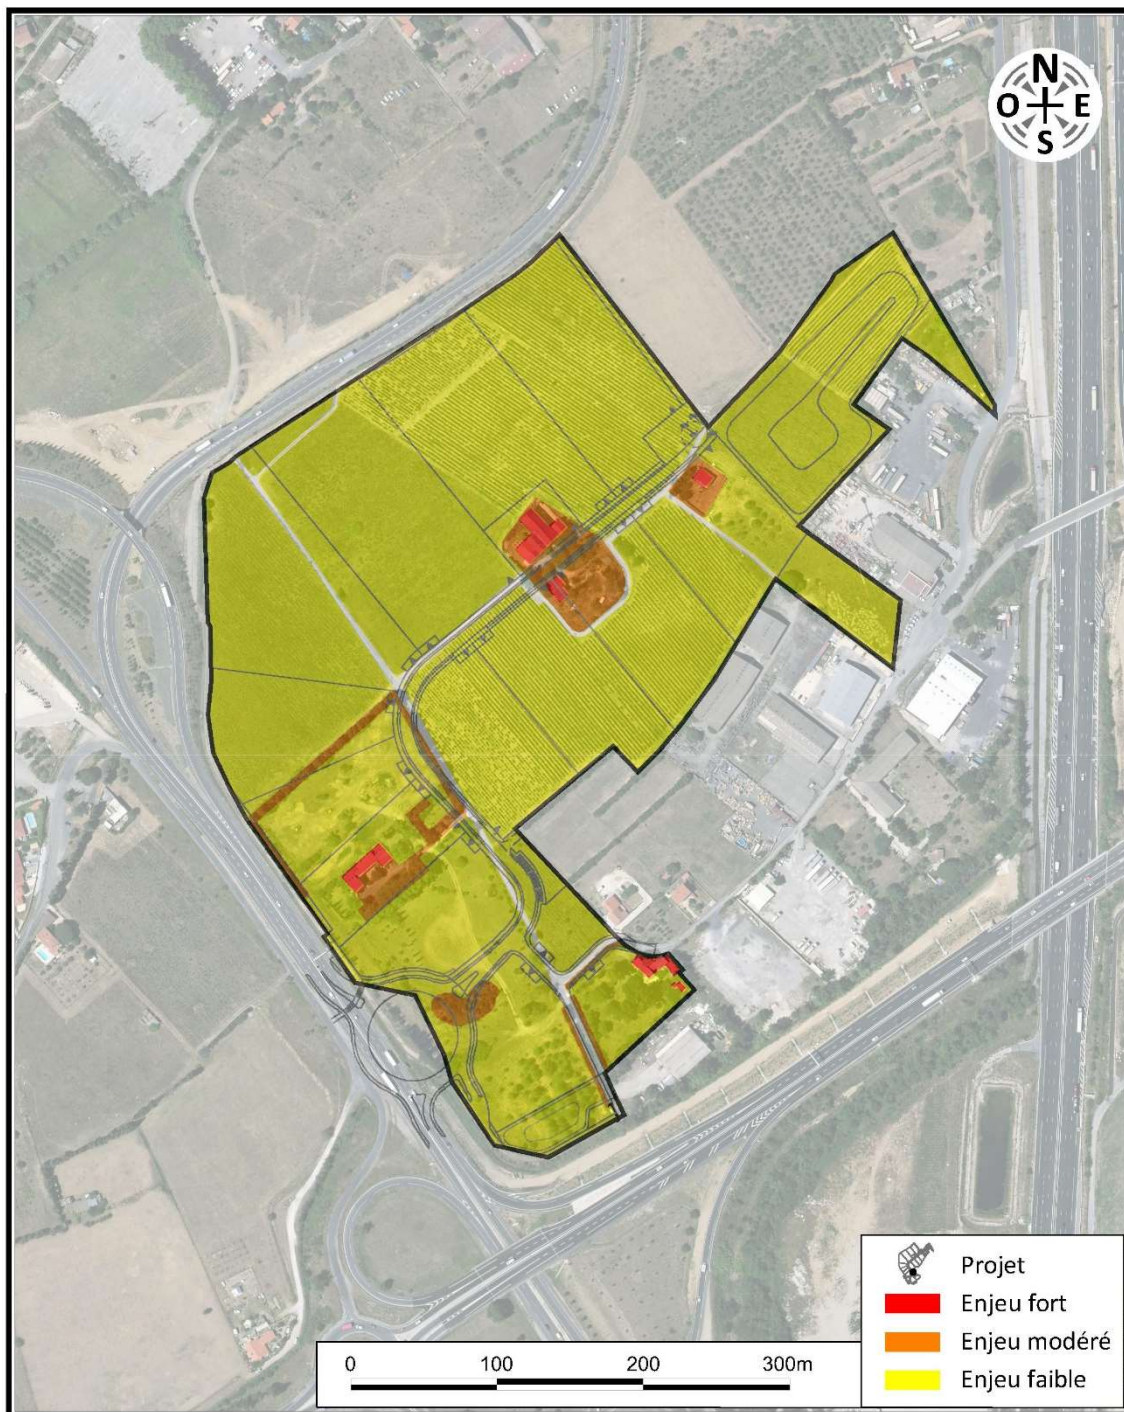 N
O E
S
Projet
Enjeu fort
Enjeu modéré
Enjeu faible
0 100 200 300m